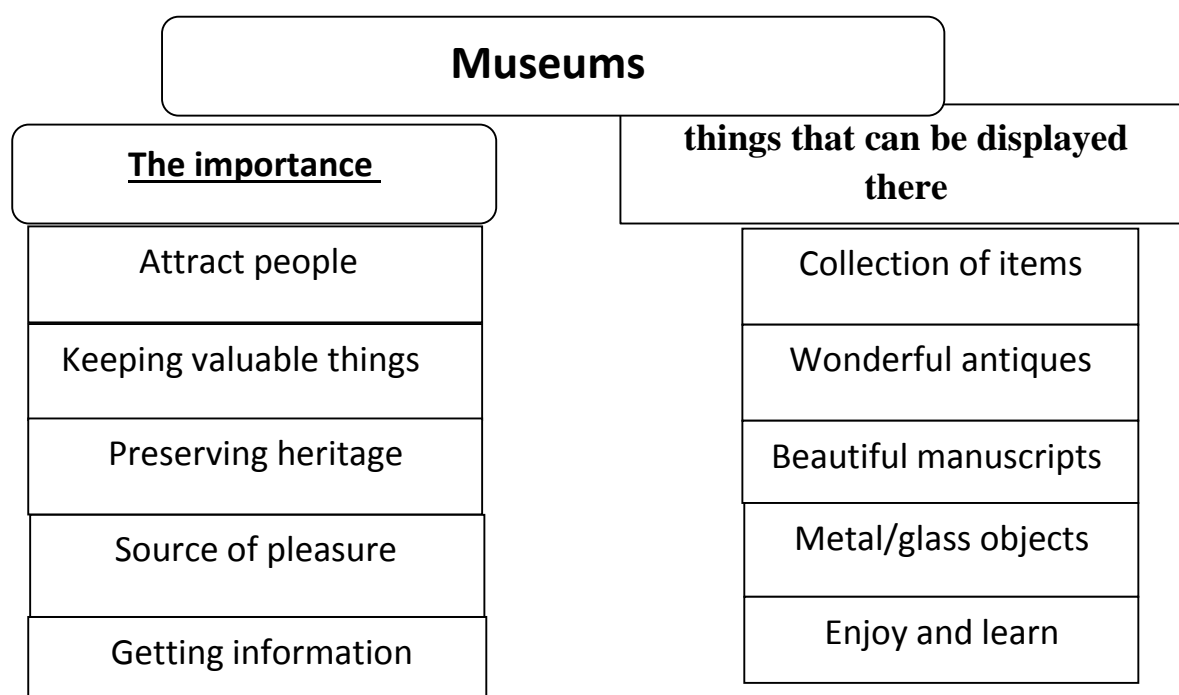 Museums
The importance
Attract people
Keeping valuable things
Preserving heritage
Source of pleasure
Getting information
things that can be displayed
there
Collection of items
Wonderful antiques
Beautiful manuscripts
Metal/glass objects
Enjoy and learn